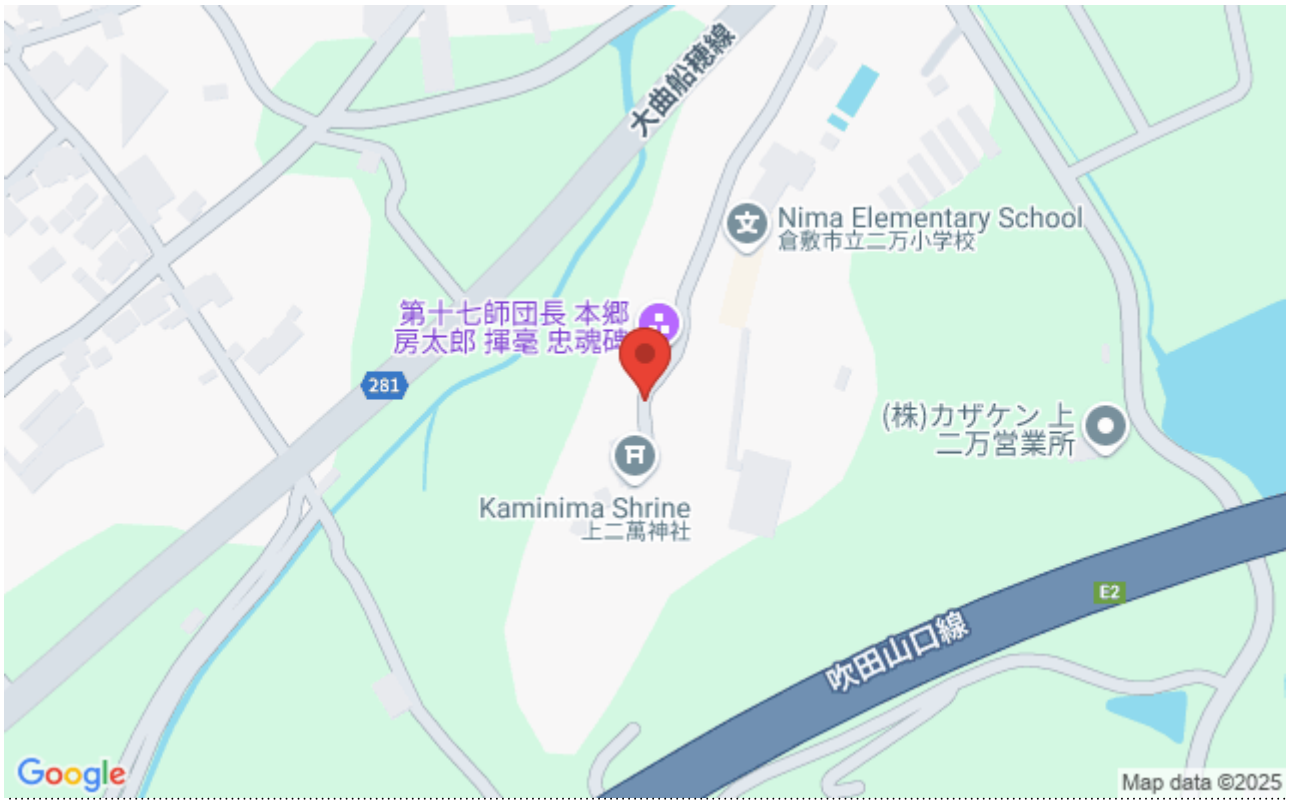 大曲船穂線
Nima Elementary School
倉敷市立二万小学校
第十七師団長 本郷
房太郎 揮毫 忠魂碑
281
(株)カザケン 上
二万営業所
Kaminima Shrine
上二萬神社
E2
吹田山口線
Google
Map data ©2025